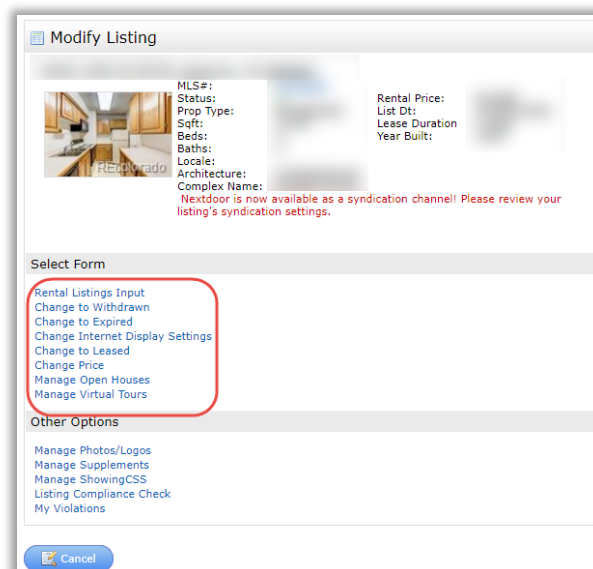 Modify Listing
MLS#:
Status:
Prop Type:
Sqft:
Beds:
Baths:
Locale:
Architecture:
Complex Name:
Rental Price:
List Dt:
Lease Duration
Year Built:
REcolorado
Nextdoor is now available as a syndication channel! Please review your
listing's syndication settings.
Select Form
Rental Listings Input
Change to Withdrawn
Change to Expired
Change Internet Display Settings
Change to Leased
Change Price
Manage Open Houses
Manage Virtual Tours
Other Options
Manage Photos/Logos
Manage Supplements
Manage ShowingCSS
Listing Compliance Check
My Violations
Cancel